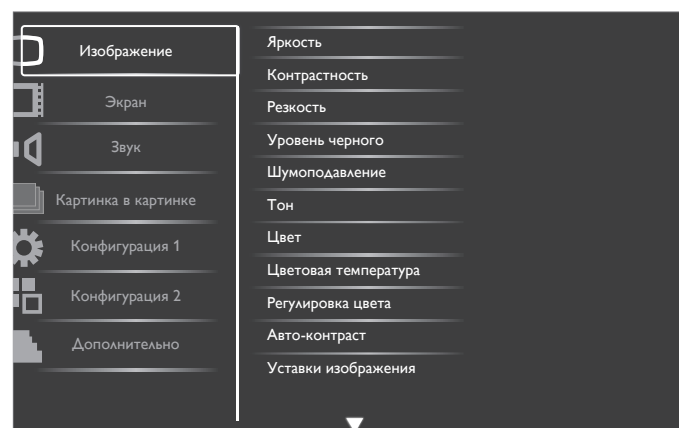 Изображение
Экран
Звук
Картинка в картинке
Конфигурация 1
Конфигурация 2
Дополнительно
Яркость
Контрастность
Резкость
Уровень черного
Шумоподавление
Тон
Цвет
Цветовая температура
Регулировка цвета
Авто-контраст
Уставки изображения